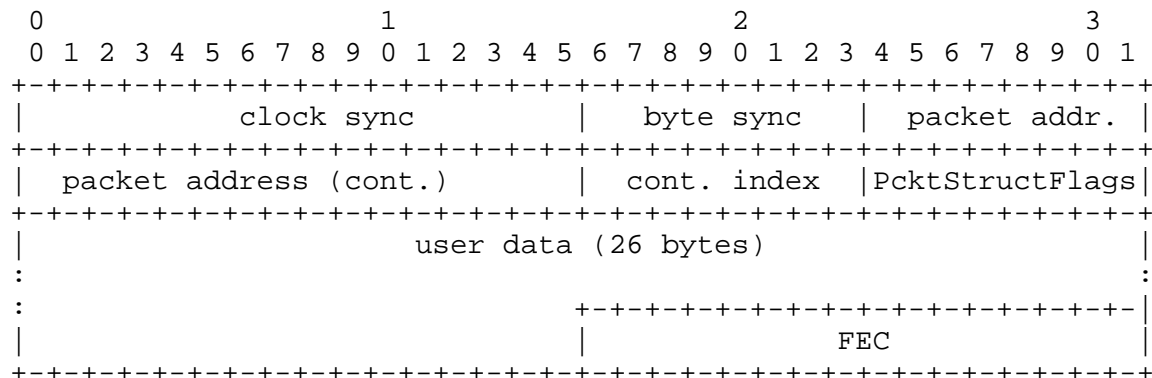 0                   1                   2                   3
 0 1 2 3 4 5 6 7 8 9 0 1 2 3 4 5 6 7 8 9 0 1 2 3 4 5 6 7 8 9 0 1
+-+-+-+-+-+-+-+-+-+-+-+-+-+-+-+-+-+-+-+-+-+-+-+-+-+-+-+-+-+-+-+-+
|            clock sync         |   byte sync   |  packet addr. |
+-+-+-+-+-+-+-+-+-+-+-+-+-+-+-+-+-+-+-+-+-+-+-+-+-+-+-+-+-+-+-+-+
|  packet address (cont.)       |  cont. index  |PcktStructFlags|
+-+-+-+-+-+-+-+-+-+-+-+-+-+-+-+-+-+-+-+-+-+-+-+-+-+-+-+-+-+-+-+-+
|                      user data (26 bytes)                     |
:                                                               :
:                               +-+-+-+-+-+-+-+-+-+-+-+-+-+-+-+-|
|                               |              FEC              |
+-+-+-+-+-+-+-+-+-+-+-+-+-+-+-+-+-+-+-+-+-+-+-+-+-+-+-+-+-+-+-+-+